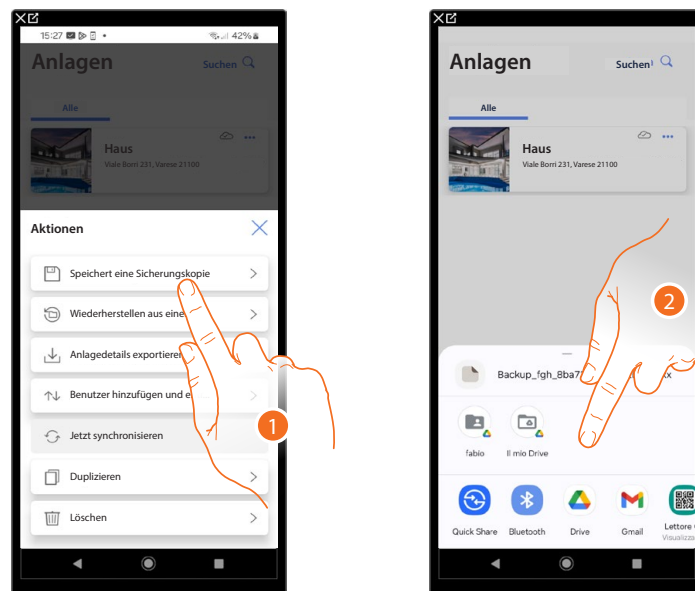 15:27
42%
Anlagen
Suchen
Alle
Haus
Viale Borri 231, Varese 21100
Aktionen
Speichert eine Sicherungskopie
Wiederherstellen aus eine
Anlagedetails exportieren
Benutzer hinzufügen und e
Jetzt synchronisieren
Duplizieren
Löschen
1
Anlagen
Suchen
Alle
Haus
Viale Borri 231, Varese 21100
2
Backup_fgh_8ba7
fabio
Il mio Drive
Quick Share
Bluetooth
Drive
Gmail
Lettore